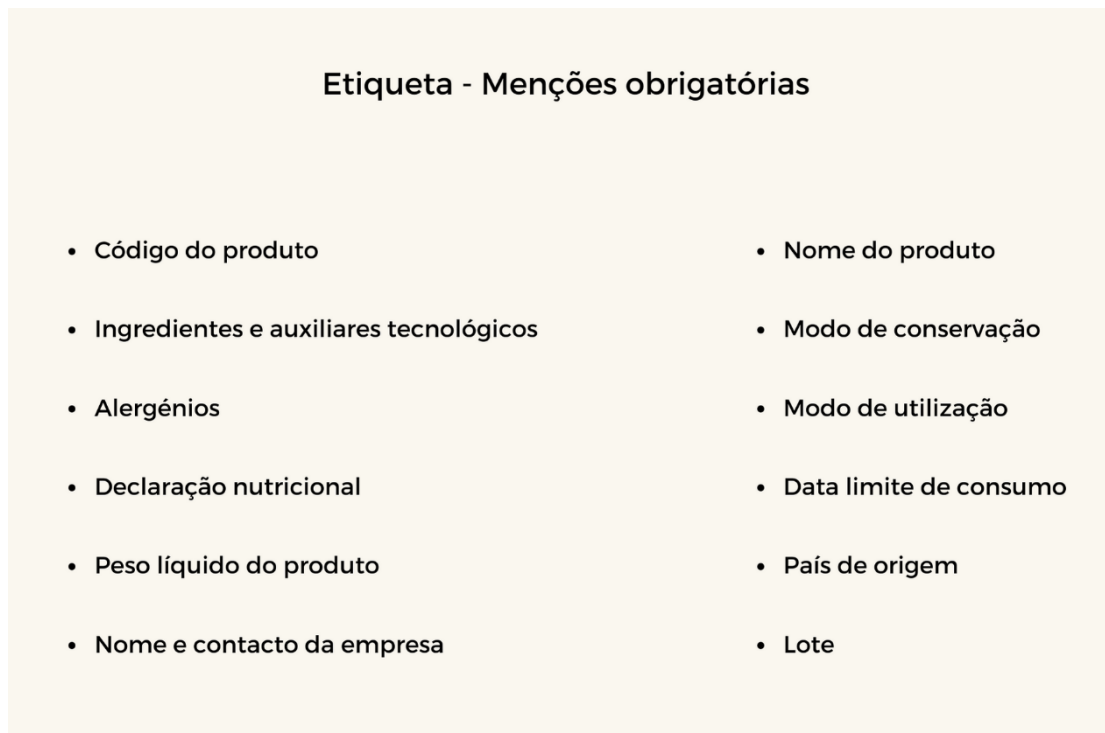 Etiqueta - Menções obrigatórias
• Código do produto
• Ingredientes e auxiliares tecnológicos
• Alergénios
• Declaração nutricional
• Peso líquido do produto
• Nome e contacto da empresa
• Nome do produto
• Modo de conservação
• Modo de utilização
• Data limite de consumo
• País de origem
• Lote